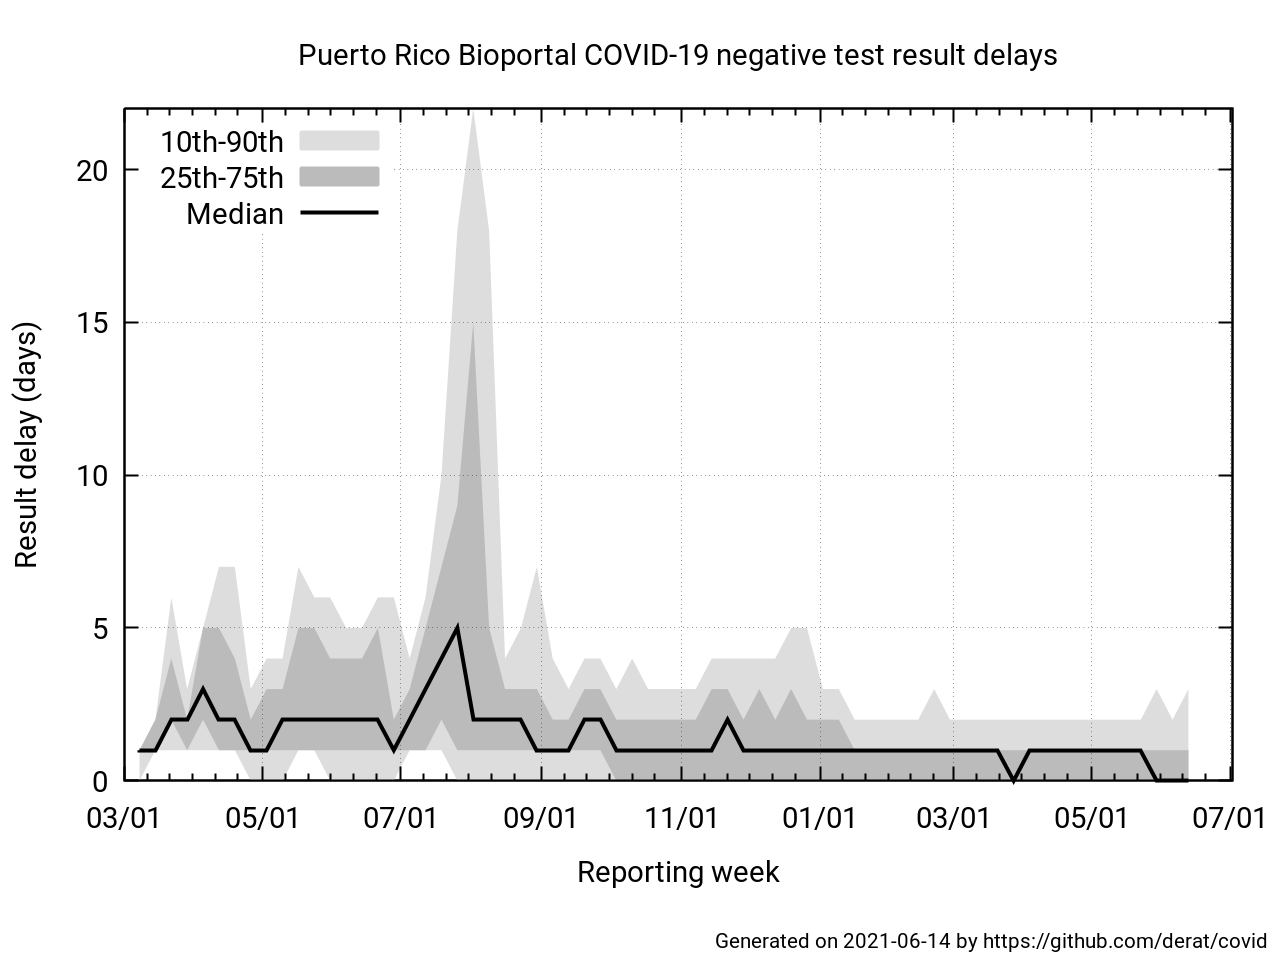 Puerto Rico Bioportal COVID-19 negative test result delays
10th-90th
25th-75th
Median
20
15
10
5
0
Result delay (days)
03/01 05/01 07/01 09/01 11/01 01/01 03/01 05/01 07/01
Reporting week
Generated on 2021-06-14 by https://github.com/derat/covid